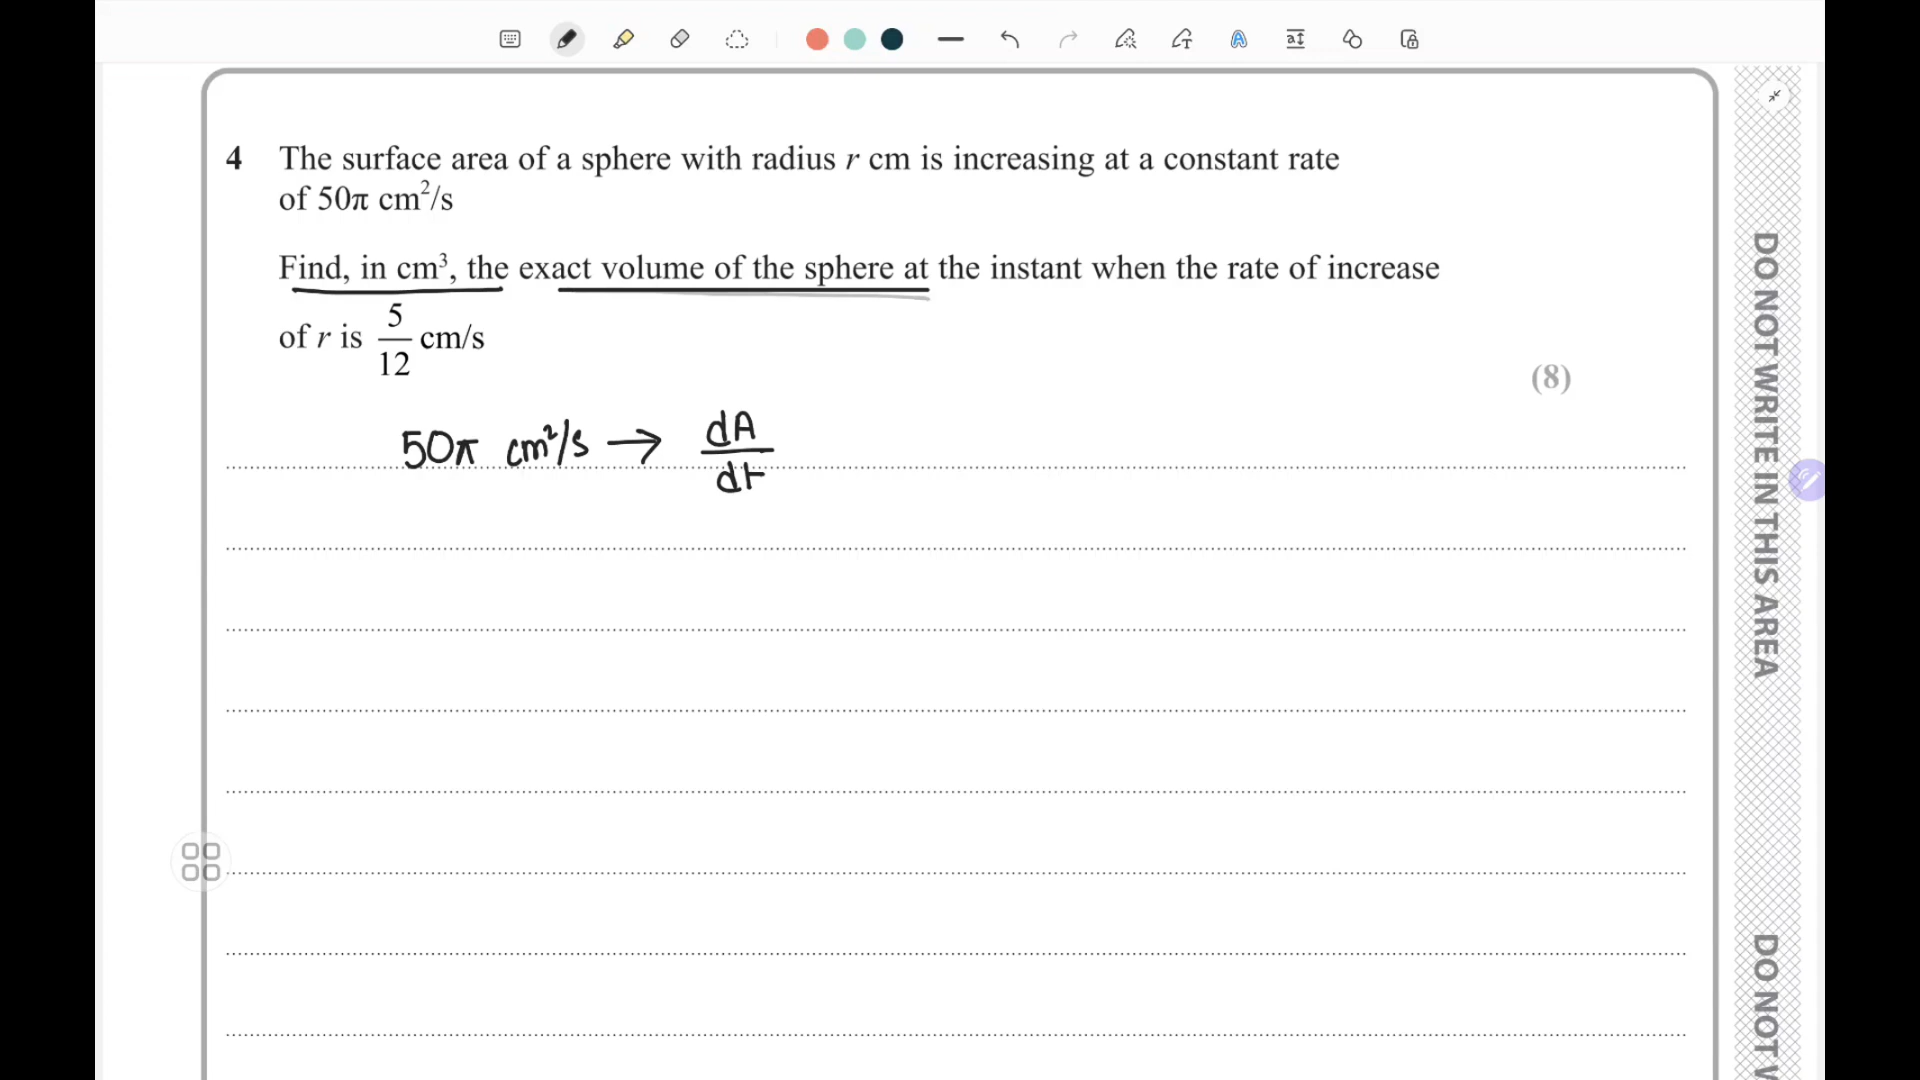 4 The surface area of a sphere with radius r cm is increasing at a constant rate
of 50π cm²/s
Find, in cm³, the exact volume of the sphere at the instant when the rate of increase
of r is 5/12 cm/s
(8)
50π cm²/s → dA/dt
DO NOT WRITE IN THIS AREA
DO NOT W